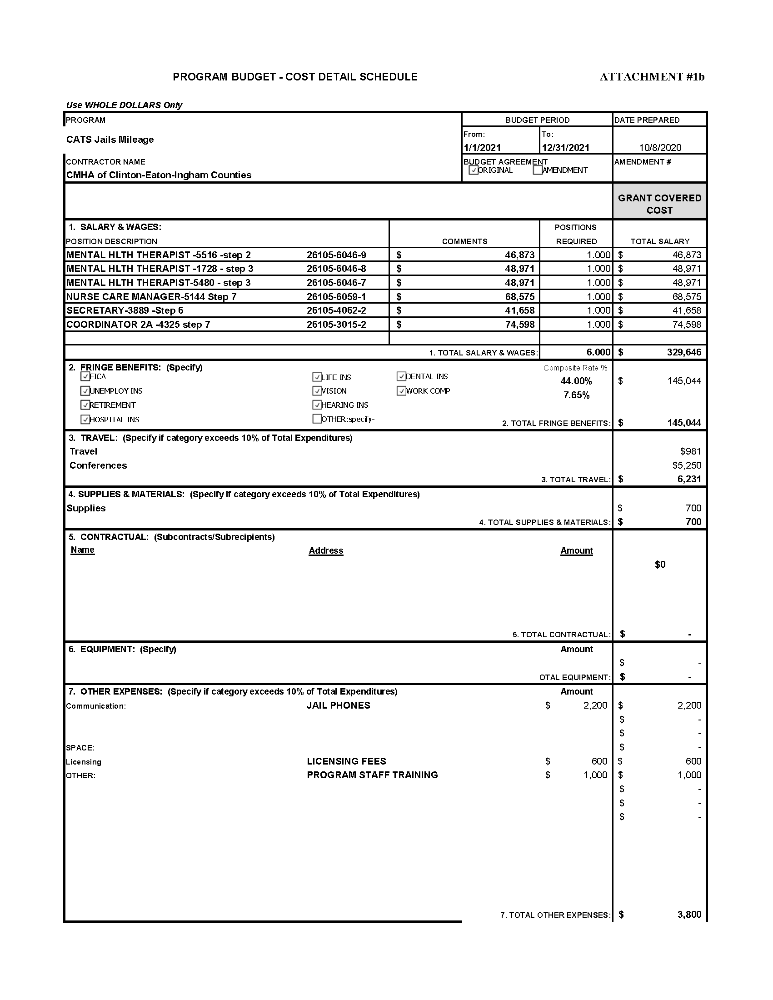 PROGRAM BUDGET - COST DETAIL SCHEDULE ATTACHMENT #1b
Use WHOLE DOLLARS Only
PROGRAM BUDGET PERIOD DATE PREPARED
CATS Jails Mileage From: To:
1/1/2021 12/31/2021 10/8/2020
CONTRACTOR NAME BUDGET AGREEMENT AMENDMENT #
CMHA of Clinton-Eaton-Ingham Counties ✓ ORIGINAL AMENDMENT
GRANT COVERED
COST
1. SALARY & WAGES: POSITIONS
POSITION DESCRIPTION COMMENTS REQUIRED TOTAL SALARY
MENTAL HLTH THERAPIST -5516 -step 2 26105-6046-9 $ 46,873 1.000 $ 46,873
MENTAL HLTH THERAPIST -1728 - step 3 26105-6046-8 $ 48,971 1.000 $ 48,971
MENTAL HLTH THERAPIST-5480 - step 3 26105-6046-7 $ 48,971 1.000 $ 48,971
NURSE CARE MANAGER-5144 Step 7 26105-6059-1 $ 68,575 1.000 $ 68,575
SECRETARY-3889 -Step 6 26105-4062-2 $ 41,658 1.000 $ 41,658
COORDINATOR 2A -4325 step 7 26105-3015-2 $ 74,598 1.000 $ 74,598
1. TOTAL SALARY & WAGES: 6.000 $ 329,646
2. FRINGE BENEFITS: (Specify) Composite Rate %
✓ FICA ✓ LIFE INS ✓ DENTAL INS 44.00% $ 145,044
✓ UNEMPLOY INS ✓ VISION ✓ WORK COMP 7.65%
✓ RETIREMENT ✓ HEARING INS
✓ HOSPITAL INS OTHER:specify- 2. TOTAL FRINGE BENEFITS: $ 145,044
3. TRAVEL: (Specify if category exceeds 10% of Total Expenditures)
Travel $981
Conferences $5,250
3. TOTAL TRAVEL: $ 6,231
4. SUPPLIES & MATERIALS: (Specify if category exceeds 10% of Total Expenditures)
Supplies $ 700
4. TOTAL SUPPLIES & MATERIALS: $ 700
5. CONTRACTUAL: (Subcontracts/Subrecipients)
Name Address Amount
$0
5. TOTAL CONTRACTUAL: $ -
6. EQUIPMENT: (Specify) Amount
$ -
OTAL EQUIPMENT: $ -
7. OTHER EXPENSES: (Specify if category exceeds 10% of Total Expenditures) Amount
Communication: JAIL PHONES $ 2,200 $ 2,200
$ -
$ -
SPACE: $ -
Licensing LICENSING FEES $ 600 $ 600
OTHER: PROGRAM STAFF TRAINING $ 1,000 $ 1,000
$ -
$ -
$ -
7. TOTAL OTHER EXPENSES: $ 3,800